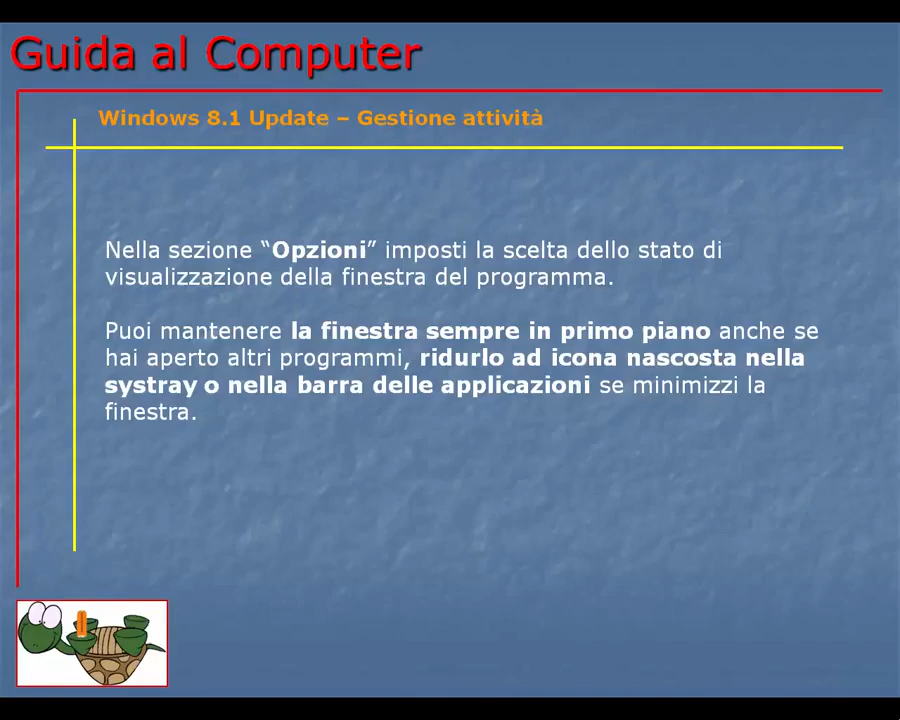 Guida al Computer
Windows 8.1 Update – Gestione attività
Nella sezione “Opzioni” imposti la scelta dello stato di
visualizzazione della finestra del programma.
Puoi mantenere la finestra sempre in primo piano anche se
hai aperto altri programmi, ridurlo ad icona nascosta nella
systray o nella barra delle applicazioni se minimizzi la
finestra.